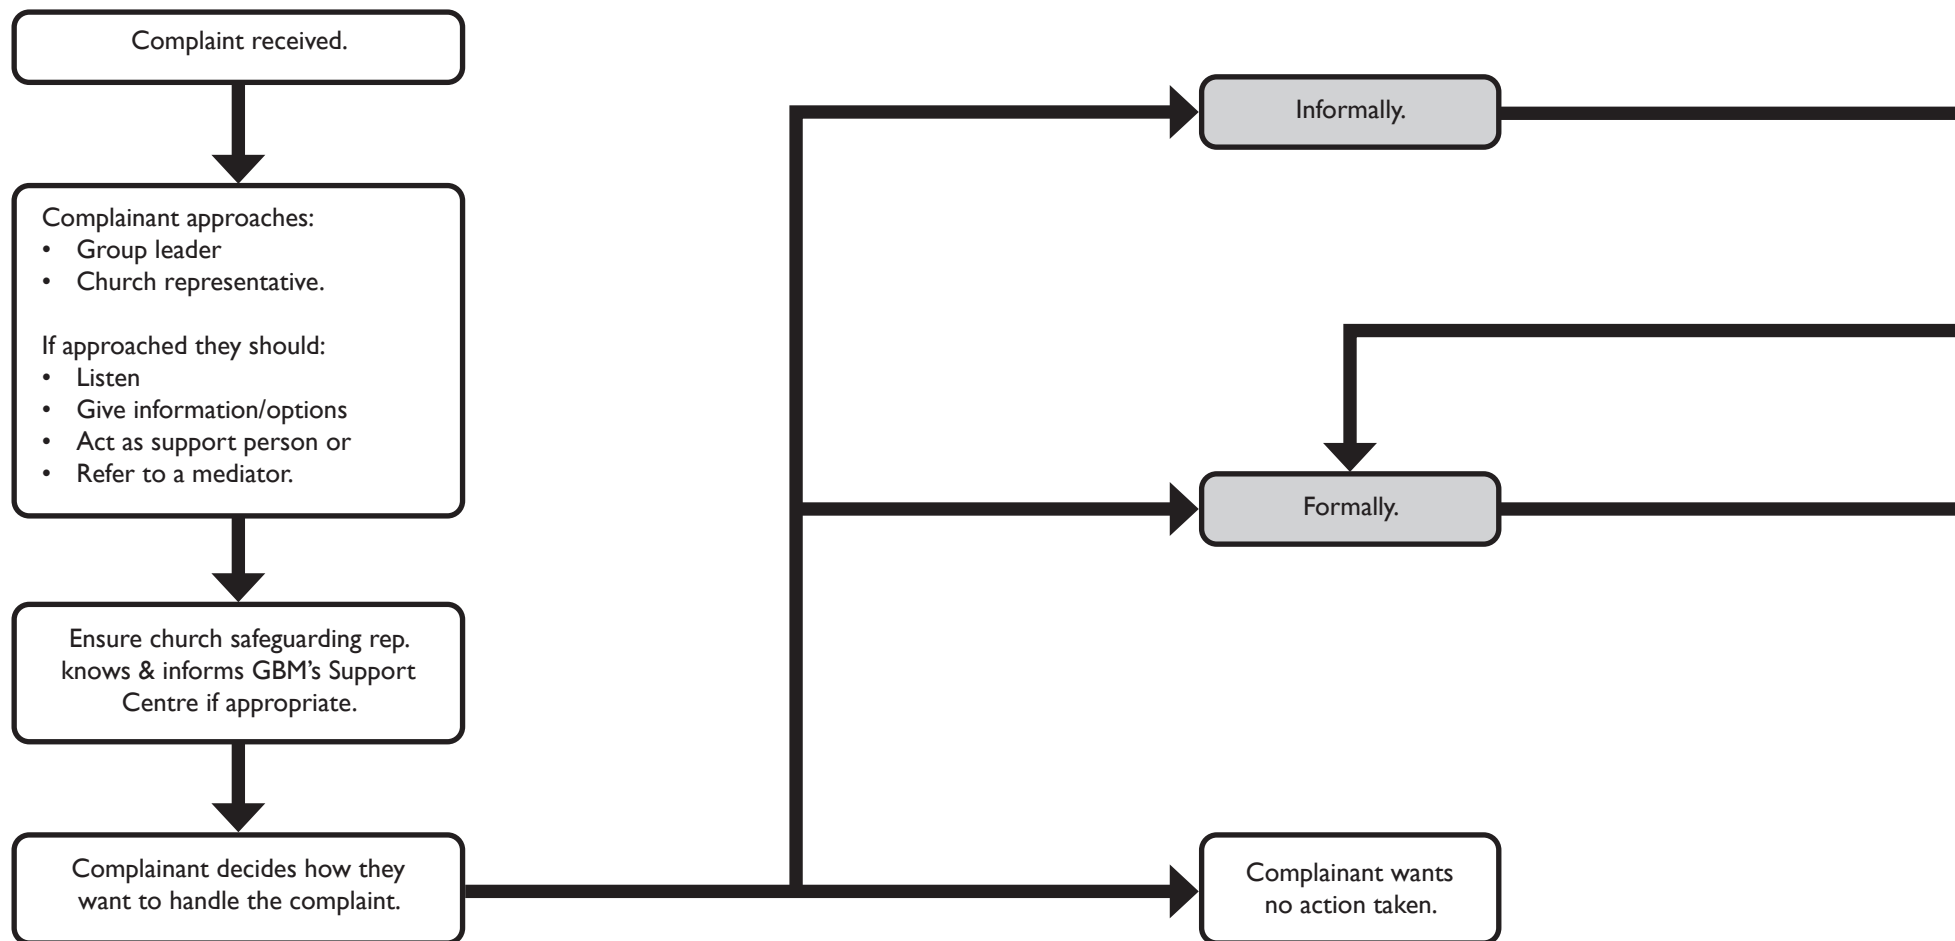 Complaint received.
Complainant approaches:
• Group leader
• Church representative.
If approached they should:
• Listen
• Give information/options
• Act as support person or
• Refer to a mediator.
Ensure church safeguarding rep.
knows & informs GBM’s Support
Centre if appropriate.
Complainant decides how they
want to handle the complaint.
Informally.
Formally.
Complainant wants
no action taken.